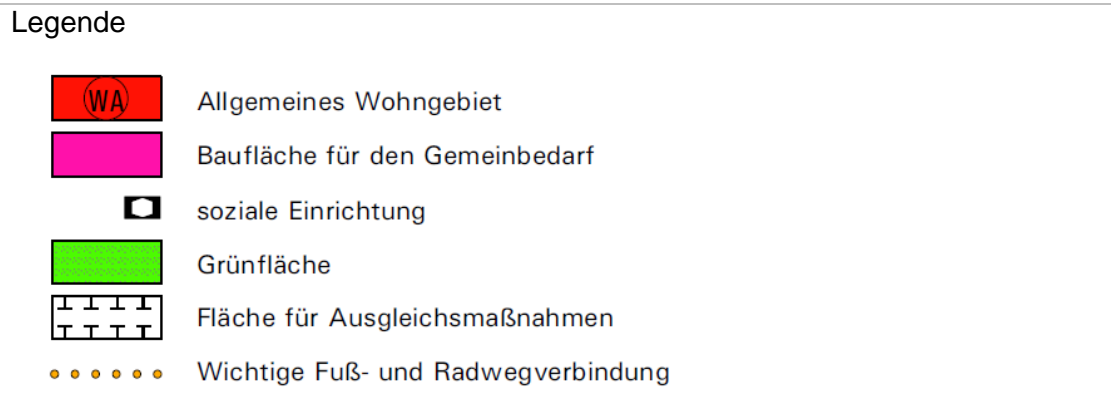 Legende
WA
Allgemeines Wohngebiet
Baufläche für den Gemeinbedarf
soziale Einrichtung
Grünfläche
Fläche für Ausgleichsmaßnahmen
Wichtige Fuß- und Radwegverbindung